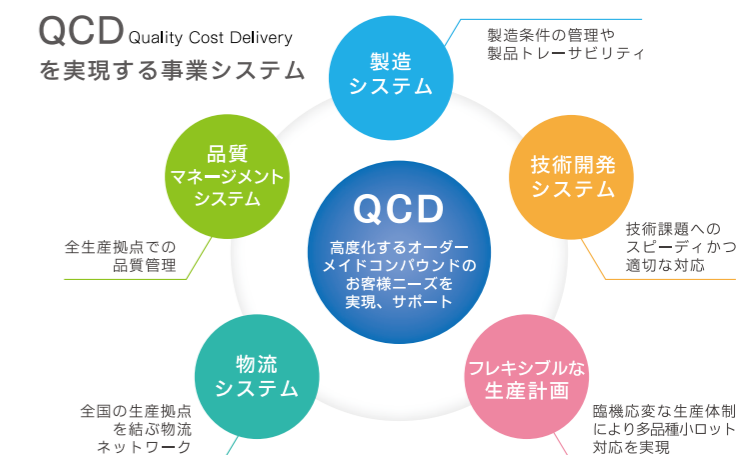 QCD Quality Cost Delivery
を実現する事業システム
製造
システム
製造条件の管理や
製品トレーサビリティ
品質
マネージメント
システム
全生産拠点での
品質管理
技術開発
システム
技術課題への
スピーディかつ
適切な対応
QCD
高度化するオーダー
メイドコンパウンドの
お客様ニーズを
実現、サポート
物流
システム
全国の生産拠点
を結ぶ物流
ネットワーク
フレキシブルな
生産計画
臨機応変な生産体制
により多品種小ロット
対応を実現